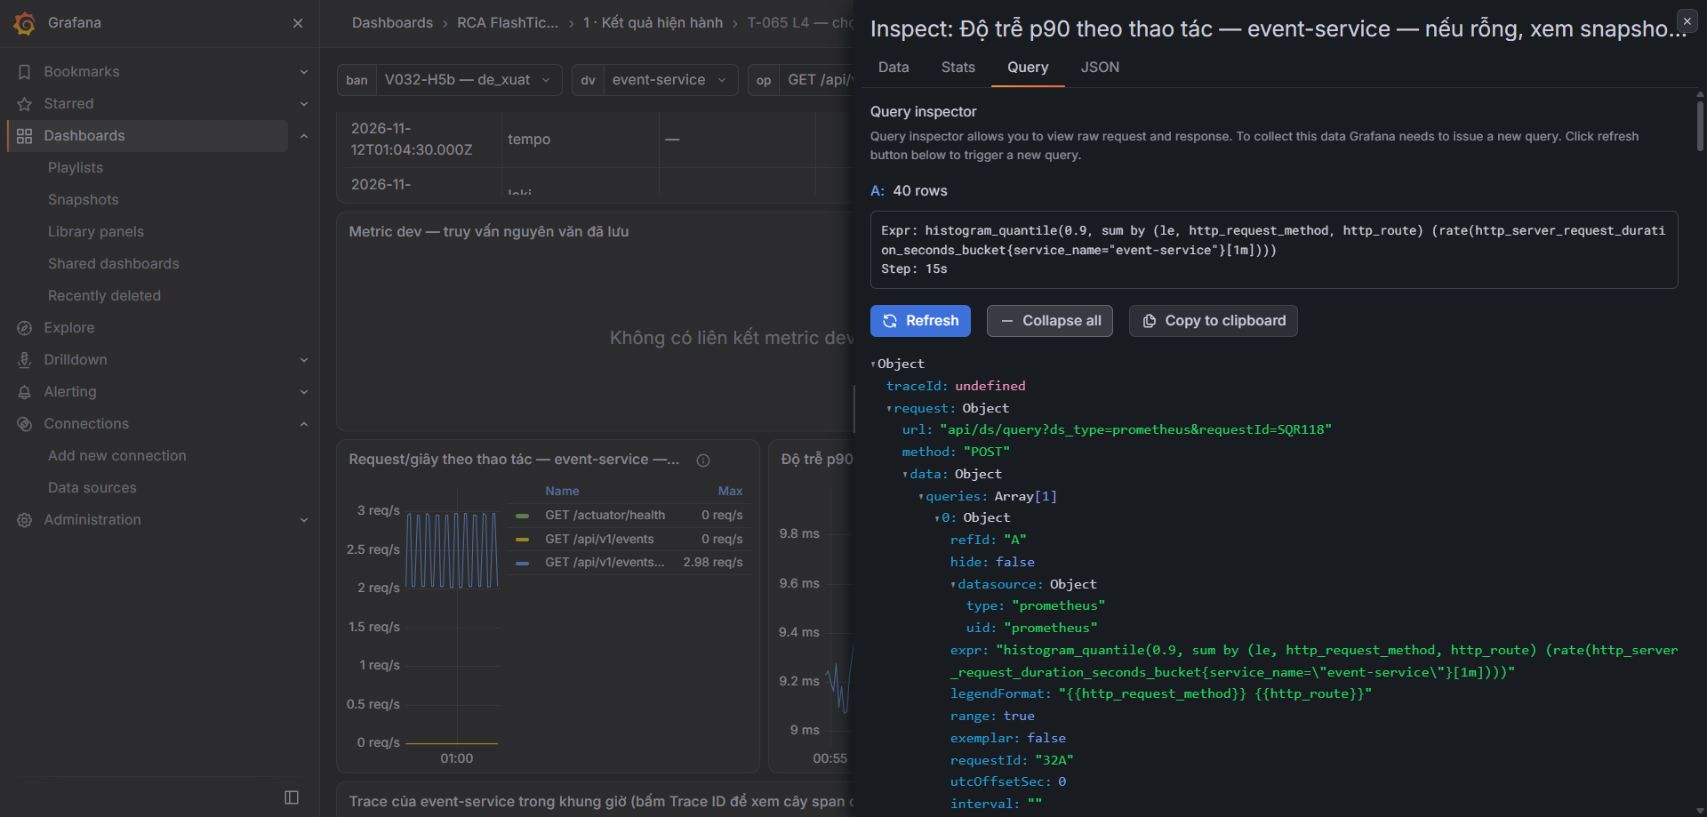 Grafana
Bookmarks
Starred
Dashboards
Playlists
Snapshots
Library panels
Shared dashboards
Recently deleted
Explore
Drilldown
Alerting
Connections
Add new connection
Data sources
Administration
Dashboards › RCA FlashTic... › 1 · Kết quả hiện hành › T-065 L4 — chọ
ban V032-H5b — de_xuat
dv event-service
op GET /api/v
2026-11-
12T01:04:30.000Z
tempo
—
2026-11-
loki
Metric dev — truy vấn nguyên văn đã lưu
Không có liên kết metric dev
Request/giây theo thao tác — event-service —...
3 req/s
2.5 req/s
2 req/s
1.5 req/s
1 req/s
0.5 req/s
0 req/s
01:00
Name Max
GET /actuator/health 0 req/s
GET /api/v1/events 0 req/s
GET /api/v1/events... 2.98 req/s
Độ trễ p90
9.8 ms
9.6 ms
9.4 ms
9.2 ms
9 ms
00:55
Trace của event-service trong khung giờ (bấm Trace ID để xem cây span c
Inspect: Độ trễ p90 theo thao tác — event-service — nếu rỗng, xem snapsho...
Data Stats Query JSON
Query inspector
Query inspector allows you to view raw request and response. To collect this data Grafana needs to issue a new query. Click refresh
button below to trigger a new query.
A: 40 rows
Expr: histogram_quantile(0.9, sum by (le, http_request_method, http_route) (rate(http_server_request_durati
on_seconds_bucket{service_name="event-service"}[1m])))
Step: 15s
Refresh
Collapse all
Copy to clipboard
Object
traceId: undefined
request: Object
url: "api/ds/query?ds_type=prometheus&requestId=SQR118"
method: "POST"
data: Object
queries: Array[1]
0: Object
refId: "A"
hide: false
datasource: Object
type: "prometheus"
uid: "prometheus"
expr: "histogram_quantile(0.9, sum by (le, http_request_method, http_route) (rate(http_server
_request_duration_seconds_bucket{service_name=\"event-service\"}[1m])))"
legendFormat: "{{http_request_method}} {{http_route}}"
range: true
exemplar: false
requestId: "32A"
utcOffsetSec: 0
interval: ""